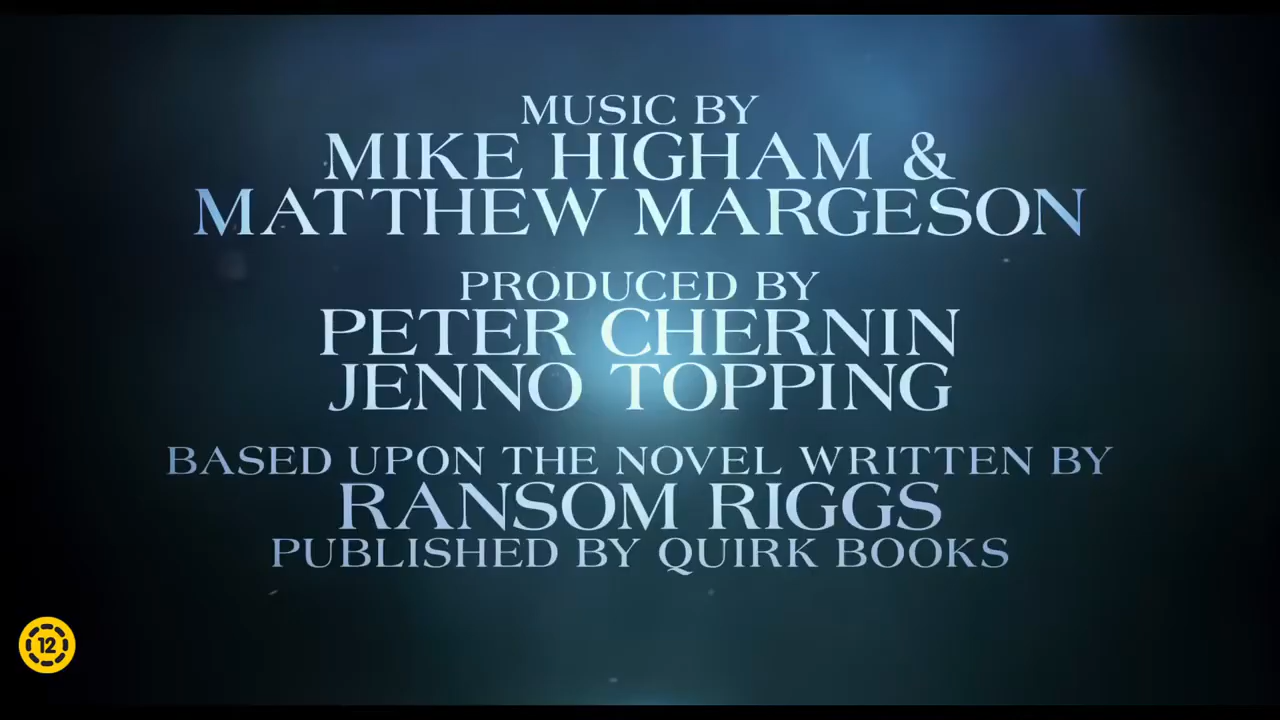 MUSIC BY
MIKE HIGHAM &
MATTHEW MARGESON
PRODUCED BY
PETER CHERNIN
JENNO TOPPING
BASED UPON THE NOVEL WRITTEN BY
RANSOM RIGGS
PUBLISHED BY QUIRK BOOKS
12